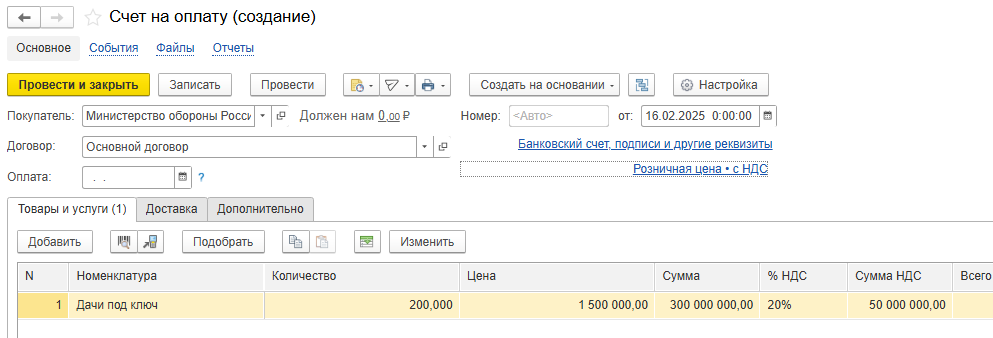 Счет на оплату (создание)
Основное События Файлы Отчеты
Провести и закрыть Записать Провести Создать на основании Настройка
Покупатель: Министерство обороны Росси Должен нам 0,00 ₽ Номер: <Авто> от: 16.02.2025 0:00:00
Договор: Основной договор Банковский счет, подписи и другие реквизиты
Оплата: . . ? Розничная цена • с НДС
Товары и услуги (1) Доставка Дополнительно
Добавить Подобрать Изменить
N Номенклатура Количество Цена Сумма % НДС Сумма НДС Всего
1 Дачи под ключ 200,000 1 500 000,00 300 000 000,00 20% 50 000 000,00